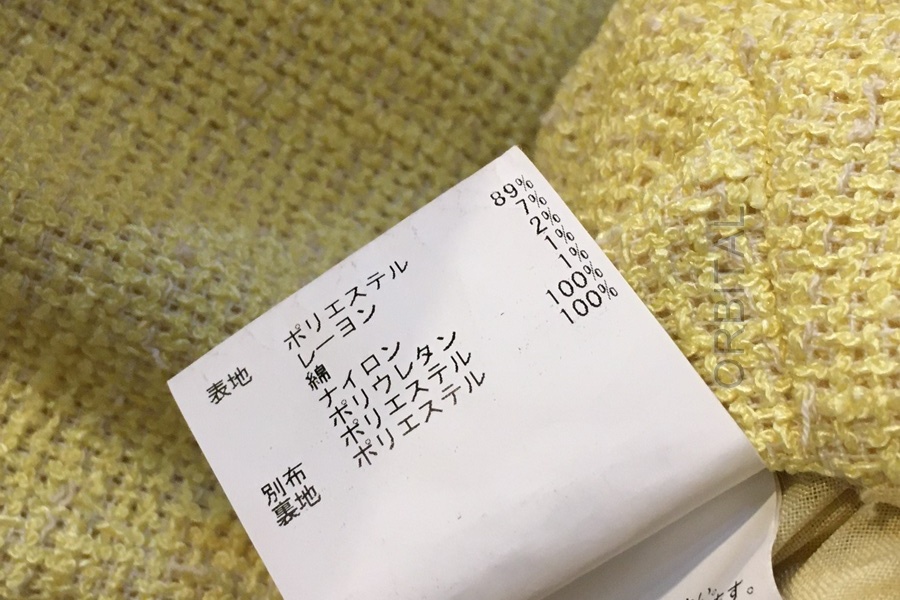 表地 ポリエステル 89%
レーヨン 7%
綿 2%
ナイロン 1%
ポリウレタン 1%
別布 ポリエステル 100%
裏地 ポリエステル 100%
す。
ORBITAL